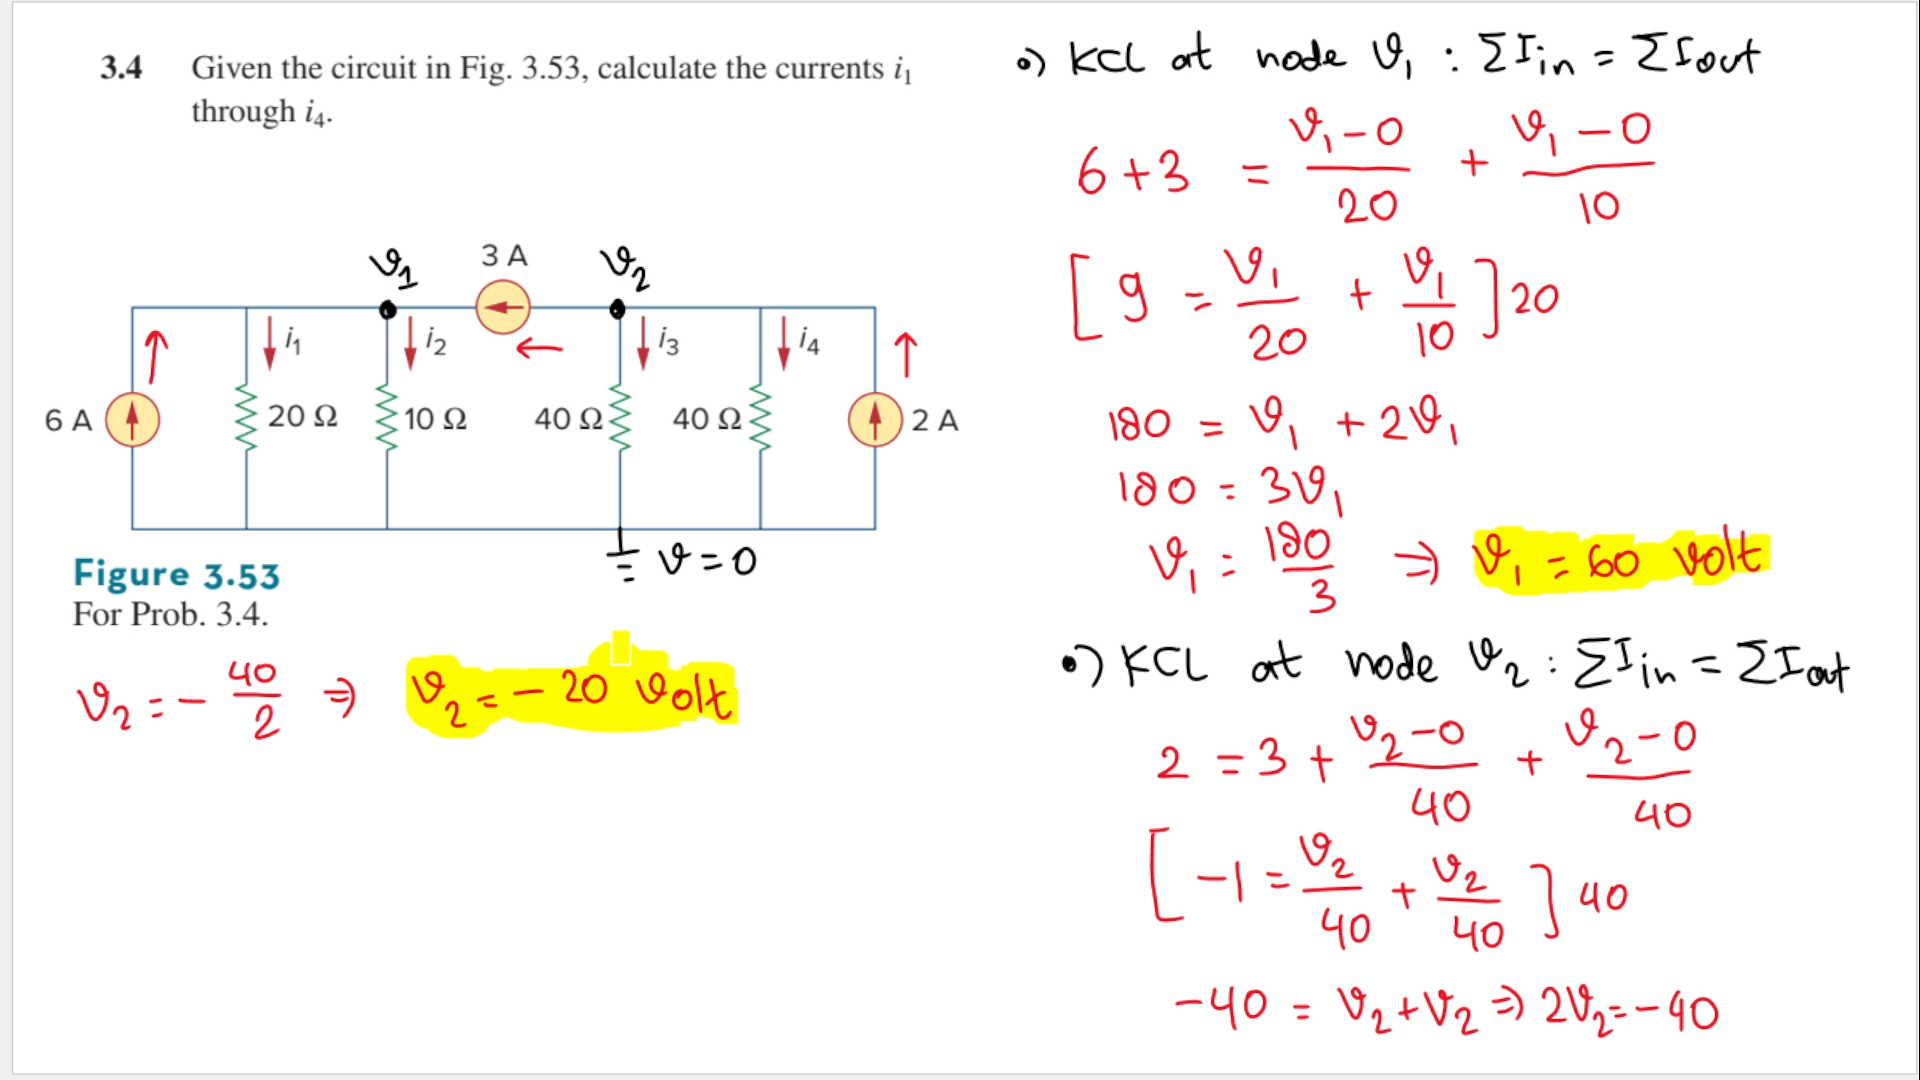 3.4 Given the circuit in Fig. 3.53, calculate the currents i₁
through i₄.
v₁
3 A
v₂
i₁
i₂
i₃
i₄
6 A
20 Ω
10 Ω
40 Ω
40 Ω
2 A
v = 0
Figure 3.53
For Prob. 3.4.
v₂ = - 40/2 ⇒ v₂ = - 20 volt
•) KCL at node v₁ : ΣIin = ΣIout
6 + 3 = (v₁ - 0)/20 + (v₁ - 0)/10
[ 9 = v₁/20 + v₁/10 ] 20
180 = v₁ + 2v₁
180 = 3v₁
v₁ = 180/3 ⇒ v₁ = 60 volt
•) KCL at node v₂ : ΣIin = ΣIout
2 = 3 + (v₂ - 0)/40 + (v₂ - 0)/40
[ -1 = v₂/40 + v₂/40 ] 40
-40 = v₂ + v₂ ⇒ 2v₂ = -40